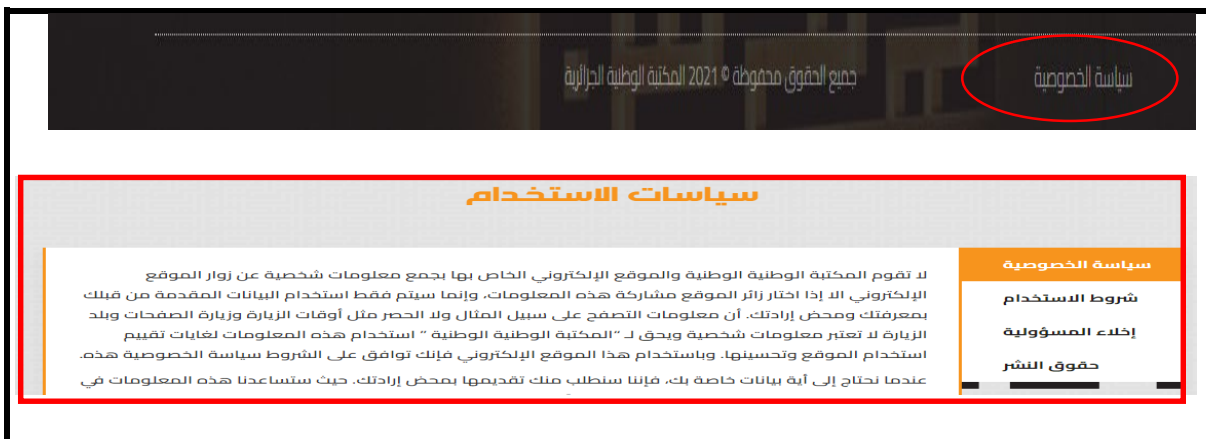 سياسة الخصوصية
جميع الحقوق محفوظة © 2021 المكتبة الوطنية الجزائرية
سياسات الاستخدام
سياسة الخصوصية
شروط الاستخدام
إخلاء المسؤولية
حقوق النشر
لا تقوم المكتبة الوطنية الوطنية والموقع الإلكتروني الخاص بها بجمع معلومات شخصية عن زوار الموقع
الإلكتروني الا إذا اختار زائر الموقع مشاركة هذه المعلومات، وإنما سيتم فقط استخدام البيانات المقدمة من قبلك
بمعرفتك ومحض إرادتك. أن معلومات التصفح على سبيل المثال ولا الحصر مثل أوقات الزيارة وزيارة الصفحات وبلد
الزيارة لا تعتبر معلومات شخصية ويحق لـ "المكتبة الوطنية الوطنية " استخدام هذه المعلومات لغايات تقييم
استخدام الموقع وتحسينها. وباستخدام هذا الموقع الإلكتروني فإنك توافق على الشروط سياسة الخصوصية هذه.
عندما نحتاج إلى أية بيانات خاصة بك، فإننا سنطلب منك تقديمها بمحض إرادتك. حيث ستساعدنا هذه المعلومات في